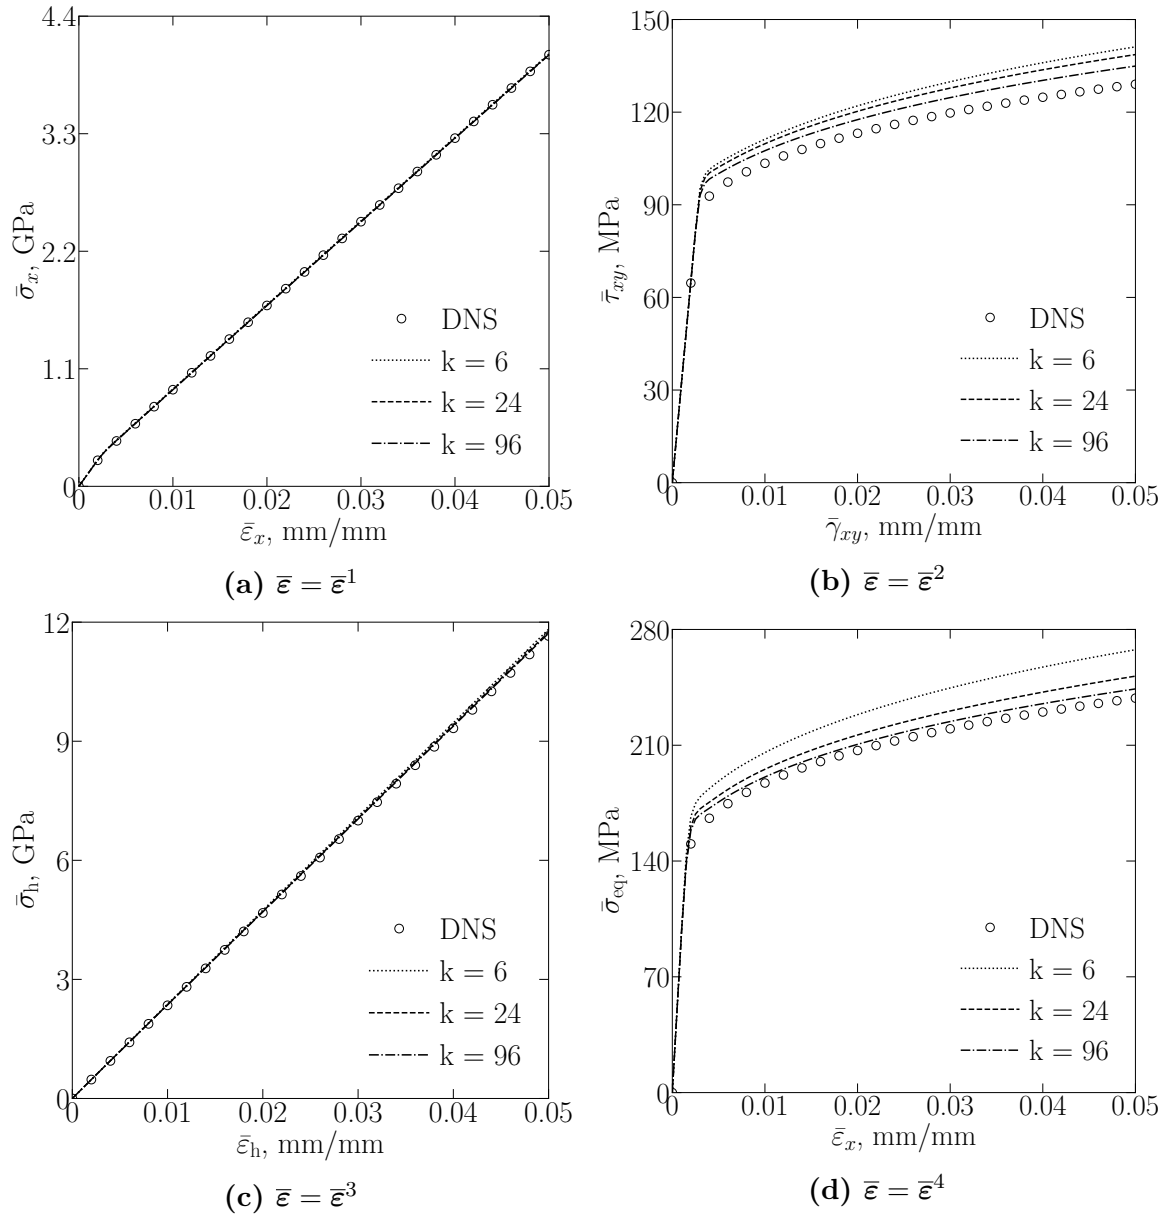 4.4
3.3
2.2
1.1
0
σ̄x, GPa
DNS
k = 6
k = 24
k = 96
0 0.01 0.02 0.03 0.04 0.05
ε̄x, mm/mm
(a) ε̄ = ε̄¹
150
120
90
60
30
0
τ̄xy, MPa
DNS
k = 6
k = 24
k = 96
0 0.01 0.02 0.03 0.04 0.05
γ̄xy, mm/mm
(b) ε̄ = ε̄²
12
9
6
3
0
σ̄h, GPa
DNS
k = 6
k = 24
k = 96
0 0.01 0.02 0.03 0.04 0.05
ε̄h, mm/mm
(c) ε̄ = ε̄³
280
210
140
70
0
σ̄eq, MPa
DNS
k = 6
k = 24
k = 96
0 0.01 0.02 0.03 0.04 0.05
ε̄x, mm/mm
(d) ε̄ = ε̄⁴